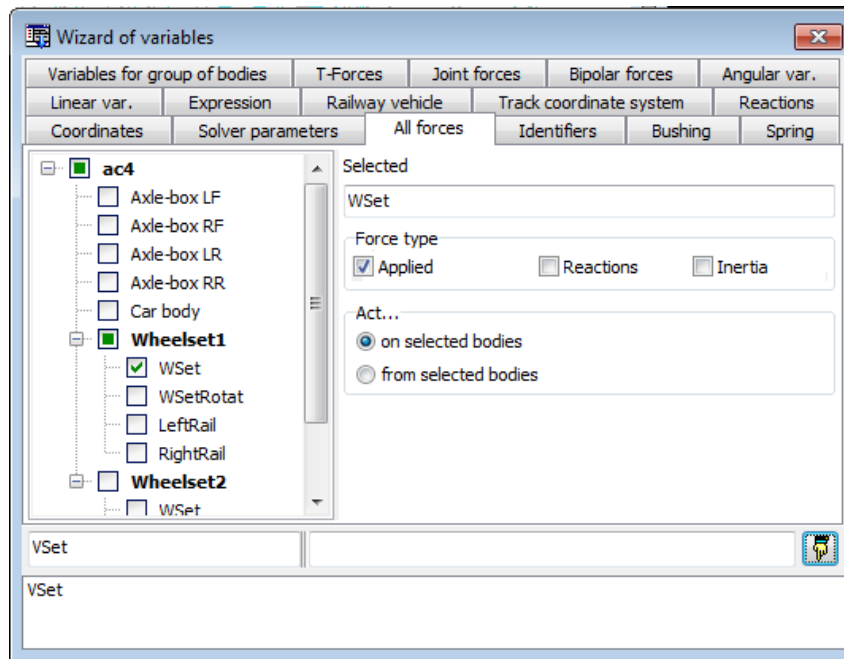 Wizard of variables
Variables for group of bodies T-Forces Joint forces Bipolar forces Angular var.
Linear var. Expression Railway vehicle Track coordinate system Reactions
Coordinates Solver parameters All forces Identifiers Bushing Spring
ac4
Axle-box LF
Axle-box RF
Axle-box LR
Axle-box RR
Car body
Wheelset1
WSet
WSetRotat
LeftRail
RightRail
Wheelset2
WSet
Selected
WSet
Force type
Applied Reactions Inertia
Act...
on selected bodies
from selected bodies
VSet
VSet